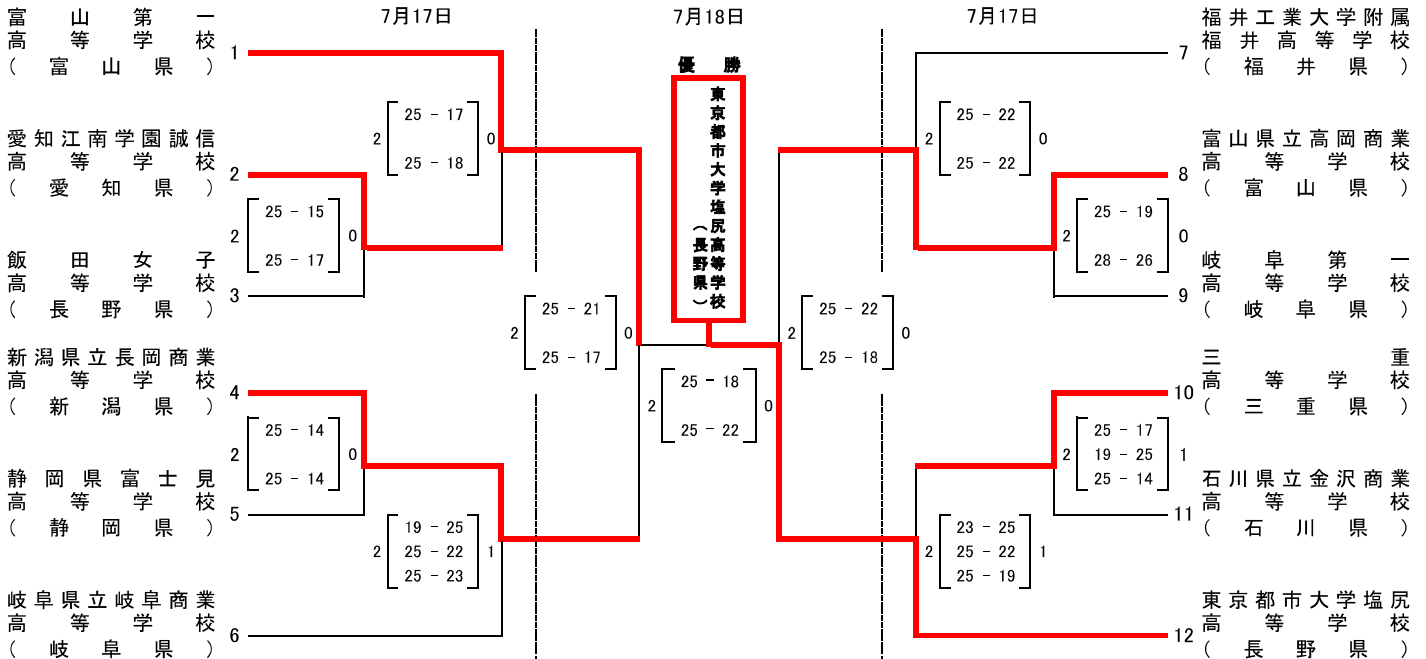 7月17日
7月18日
7月17日
富山第一
高等学校
(富山県)
1
愛知江南学園誠信
高等学校
(愛知県)
2
飯田女子
高等学校
(長野県)
3
新潟県立長岡商業
高等学校
(新潟県)
4
静岡県富士見
高等学校
(静岡県)
5
岐阜県立岐阜商業
高等学校
(岐阜県)
6
2 25 - 17 0
25 - 18
2 25 - 15 0
25 - 17
2 25 - 14 0
25 - 14
2 19 - 25 1
25 - 22
25 - 23
2 25 - 21 0
25 - 17
優勝
東京都市大学塩尻高等学校
(長野県)
2 25 - 18 0
25 - 22
2 25 - 22 0
25 - 18
2 25 - 22 0
25 - 22
2 25 - 19 0
28 - 26
2 25 - 17 1
19 - 25
25 - 14
2 23 - 25 1
25 - 22
25 - 19
7
福井工業大学附属
福井高等学校
(福井県)
8
富山県立高岡商業
高等学校
(富山県)
9
岐阜第一
高等学校
(岐阜県)
10
三重
高等学校
(三重県)
11
石川県立金沢商業
高等学校
(石川県)
12
東京都市大学塩尻
高等学校
(長野県)